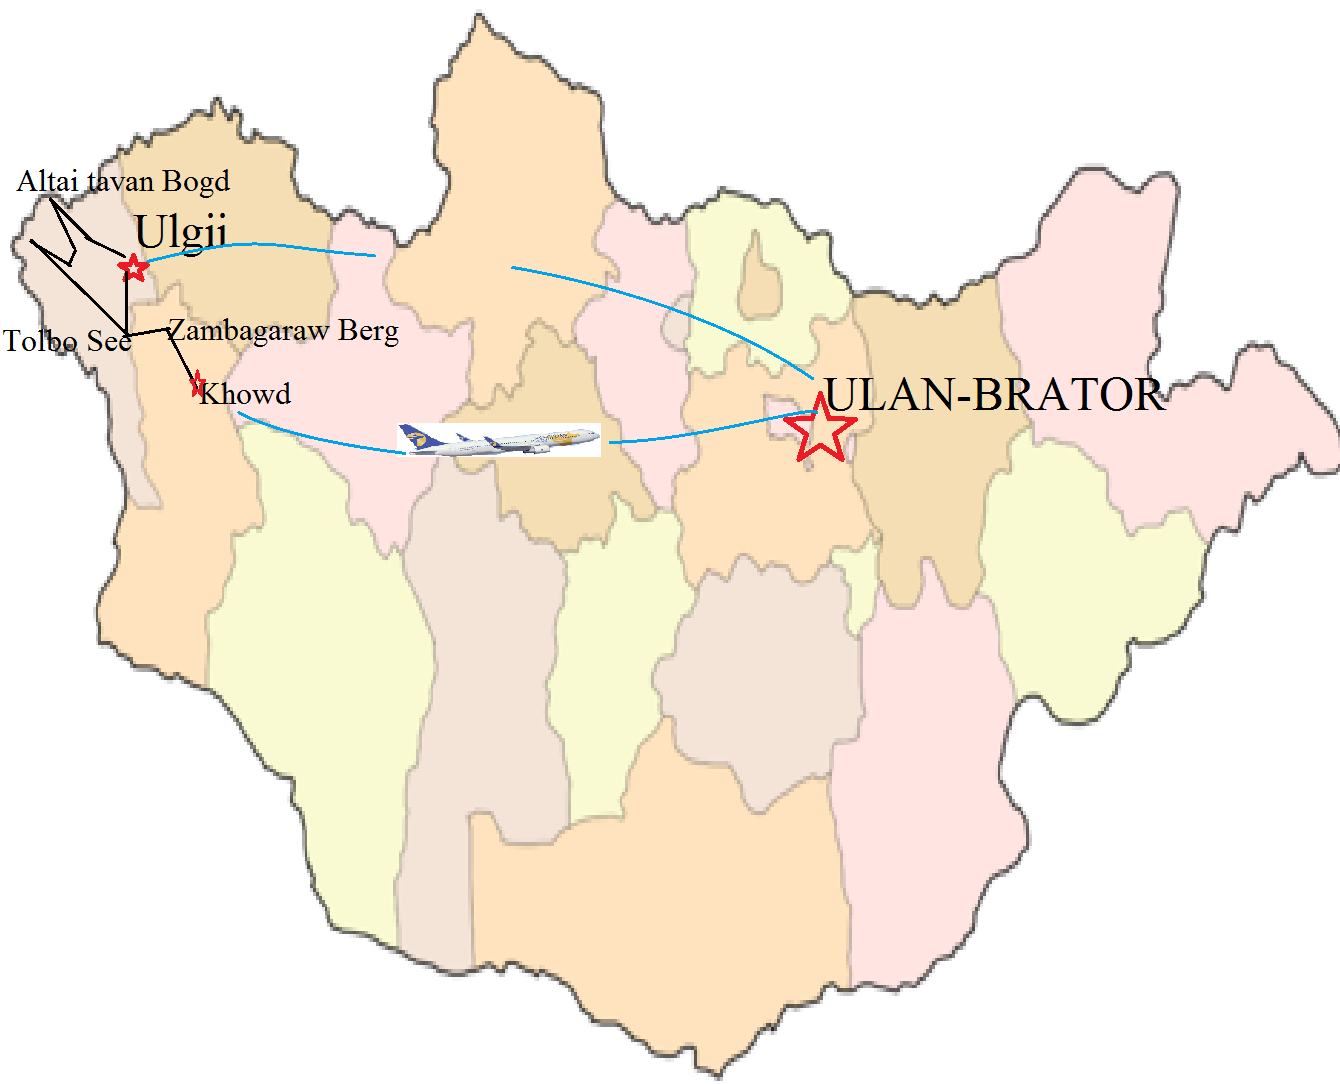 Altai tavan Bogd
Ulgii
Tolbo See
Zambagaraw Berg
Khowd
ULAN-BRATOR